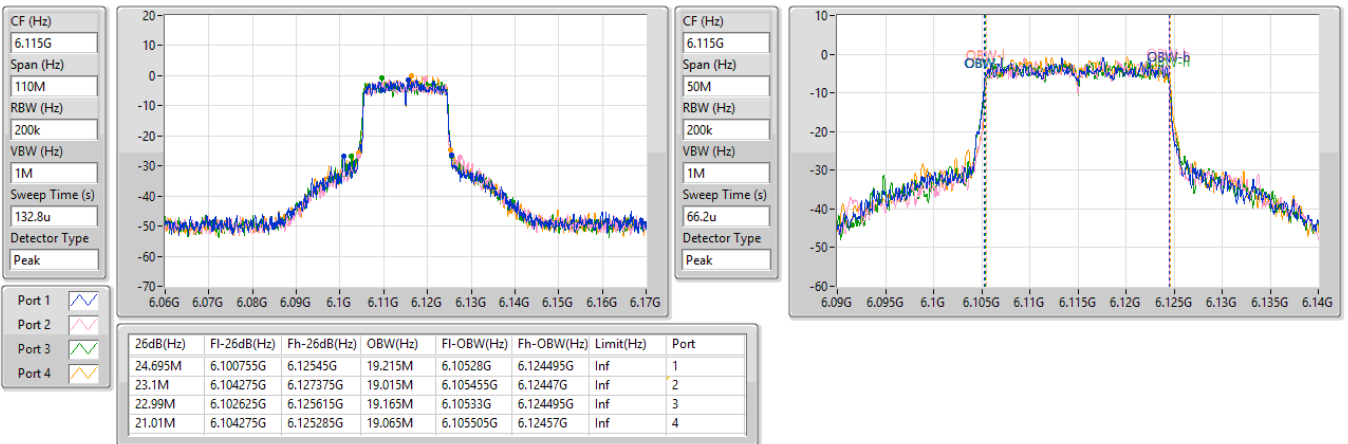 CF (Hz)
6.115G
Span (Hz)
110M
RBW (Hz)
200k
VBW (Hz)
1M
Sweep Time (s)
132.8u
Detector Type
Peak
20
10
0
-10
-20
-30
-40
-50
-60
-70
6.06G 6.07G 6.08G 6.09G 6.1G 6.11G 6.12G 6.13G 6.14G 6.15G 6.16G 6.17G
CF (Hz)
6.115G
Span (Hz)
50M
RBW (Hz)
200k
VBW (Hz)
1M
Sweep Time (s)
66.2u
Detector Type
Peak
10
0
-10
-20
-30
-40
-50
-60
OBW-l
OBW-h
6.09G 6.095G 6.1G 6.105G 6.11G 6.115G 6.12G 6.125G 6.13G 6.135G 6.14G
Port 1
Port 2
Port 3
Port 4
26dB(Hz) Fl-26dB(Hz) Fh-26dB(Hz) OBW(Hz) Fl-OBW(Hz) Fh-OBW(Hz) Limit(Hz) Port
24.695M 6.100755G 6.12545G 19.215M 6.10528G 6.124495G Inf 1
23.1M 6.104275G 6.127375G 19.015M 6.105455G 6.12447G Inf 2
22.99M 6.102625G 6.125615G 19.165M 6.10533G 6.124495G Inf 3
21.01M 6.104275G 6.125285G 19.065M 6.105505G 6.12457G Inf 4